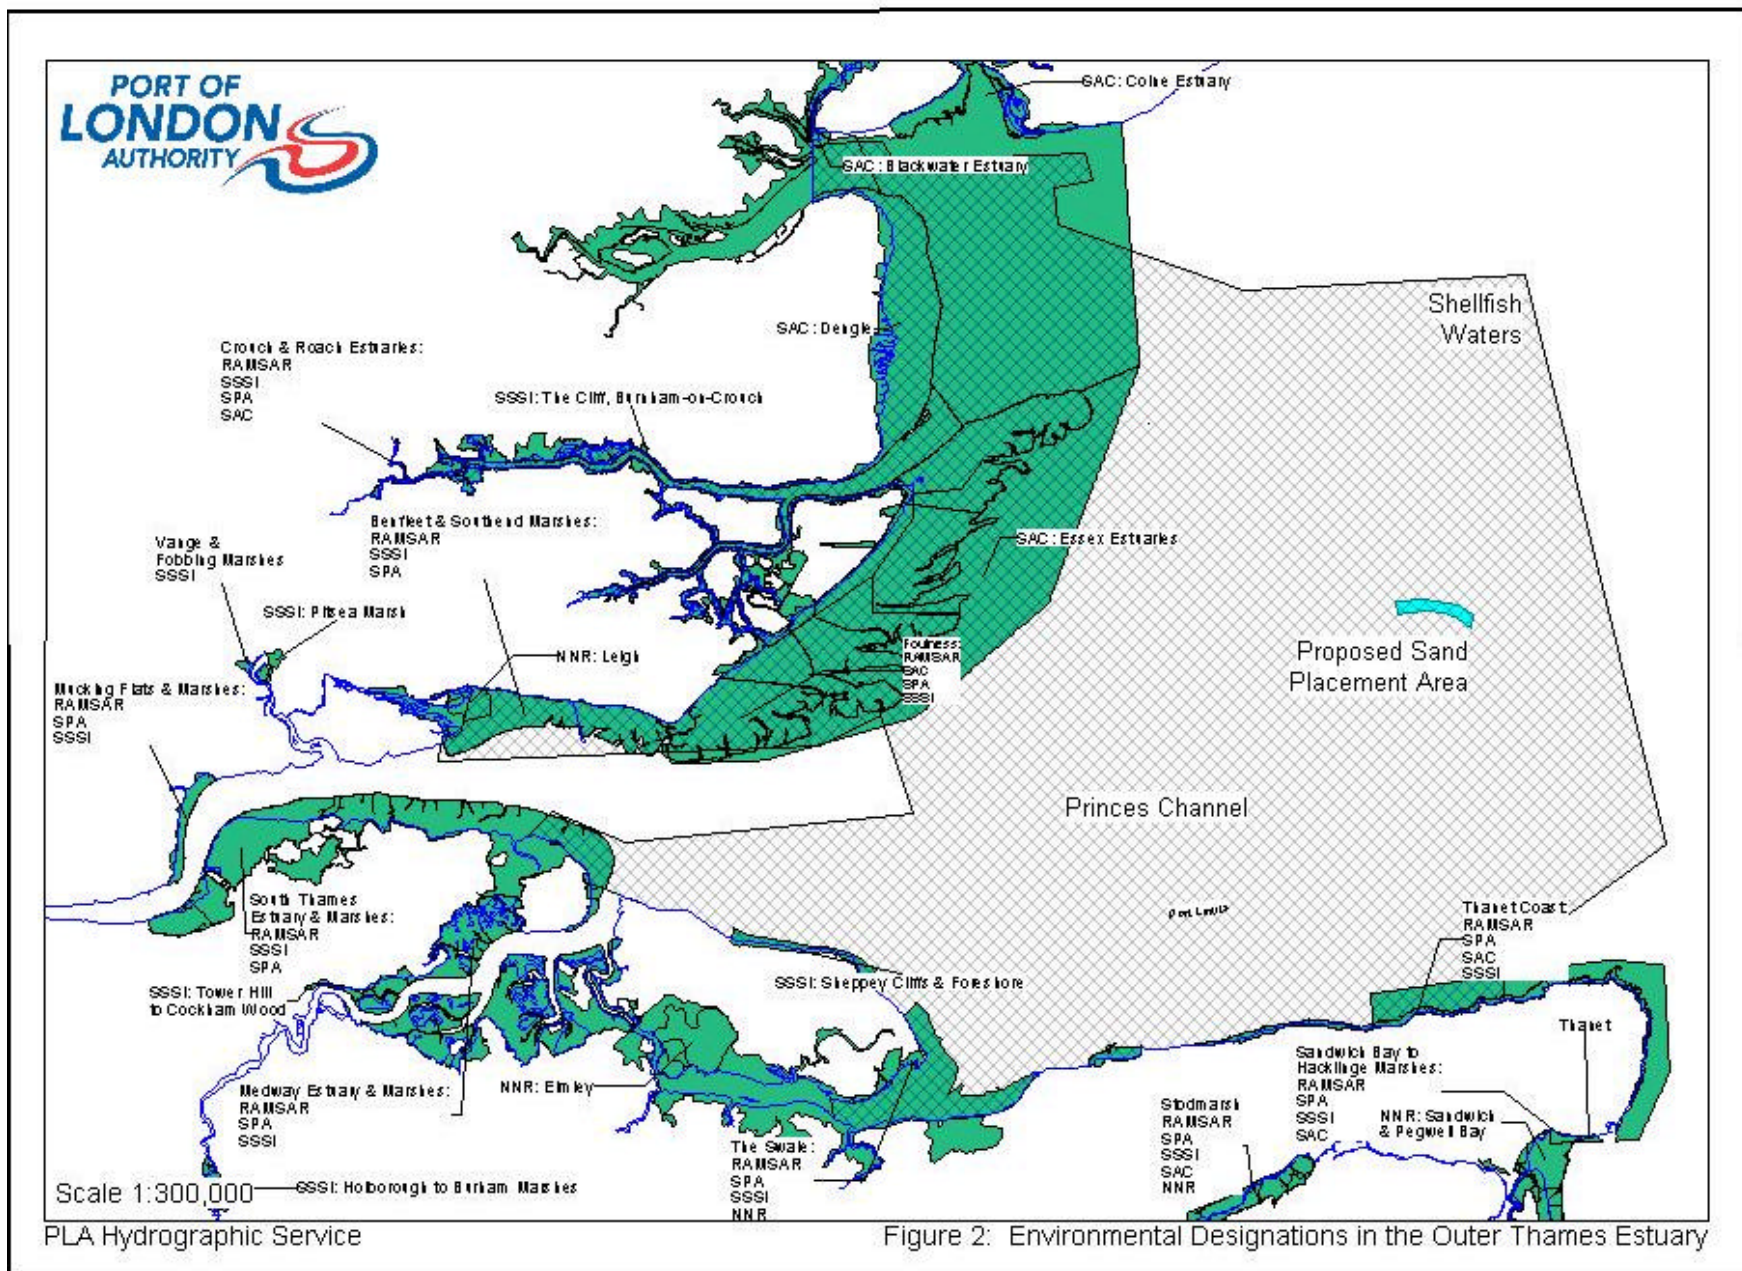 PORT OF
LONDON
AUTHORITY
SAC: Colne Estuary
SAC: Blackwater Estuary
Shellfish
Waters
SAC: Dengie
Crouch & Roach Estuaries:
RAMSAR
SSSI
SPA
SAC
SSSI: The Cliff, Burnham-on-Crouch
Benfleet & Southend Marshes:
RAMSAR
SSSI
SPA
SAC: Essex Estuaries
Vange &
Fobbing Marshes
SSSI
SSSI: Pitsea Marsh
NNR: Leigh
Foulness:
RAMSAR
SAC
SPA
SSSI
Proposed Sand
Placement Area
Mucking Flats & Marshes:
RAMSAR
SPA
SSSI
Princes Channel
South Thames
Estuary & Marshes:
RAMSAR
SSSI
SPA
Port Limits
Thanet Coast
RAMSAR
SPA
SAC
SSSI
SSSI: Tower Hill
to Cockham Wood
SSSI: Sheppey Cliffs & Foreshore
Thanet
Sandwich Bay to
Hacklinge Marshes:
RAMSAR
SPA
SSSI
SAC
Medway Estuary & Marshes:
RAMSAR
SPA
SSSI
NNR: Elmley
Stodmarsh
RAMSAR
SPA
SSSI
SAC
NNR
NNR: Sandwich
& Pegwell Bay
The Swale:
RAMSAR
SPA
SSSI
NNR
Scale 1:300,000
SSSI: Holborough to Burham Marshes
PLA Hydrographic Service
Figure 2: Environmental Designations in the Outer Thames Estuary